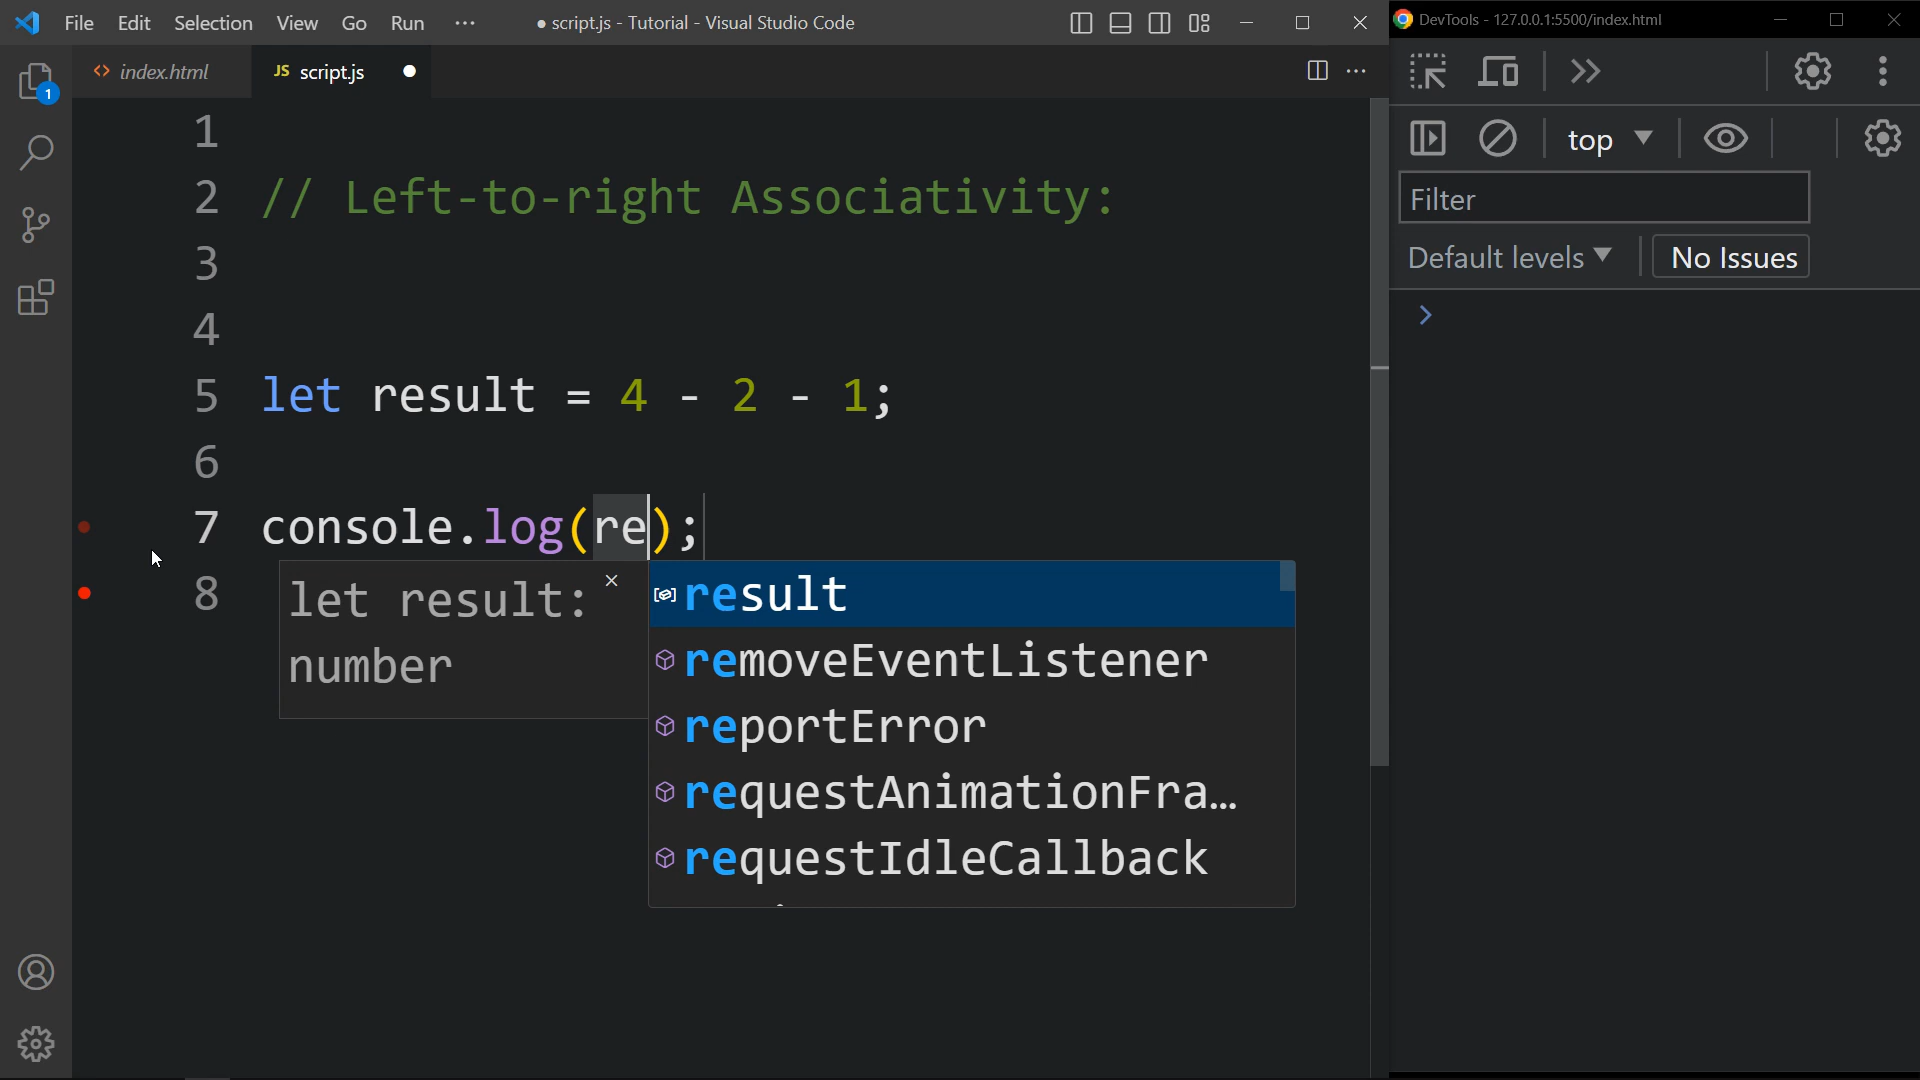 File Edit Selection View Go Run ··· ● script.js - Tutorial - Visual Studio Code
DevTools - 127.0.0.1:5500/index.html
1
<> index.html
JS script.js
top
Filter
Default levels
No Issues
1
2 // Left-to-right Associativity:
3
4
5 let result = 4 - 2 - 1;
6
7 console.log(re);
8
let result:
number
result
removeEventListener
reportError
requestAnimationFra…
requestIdleCallback